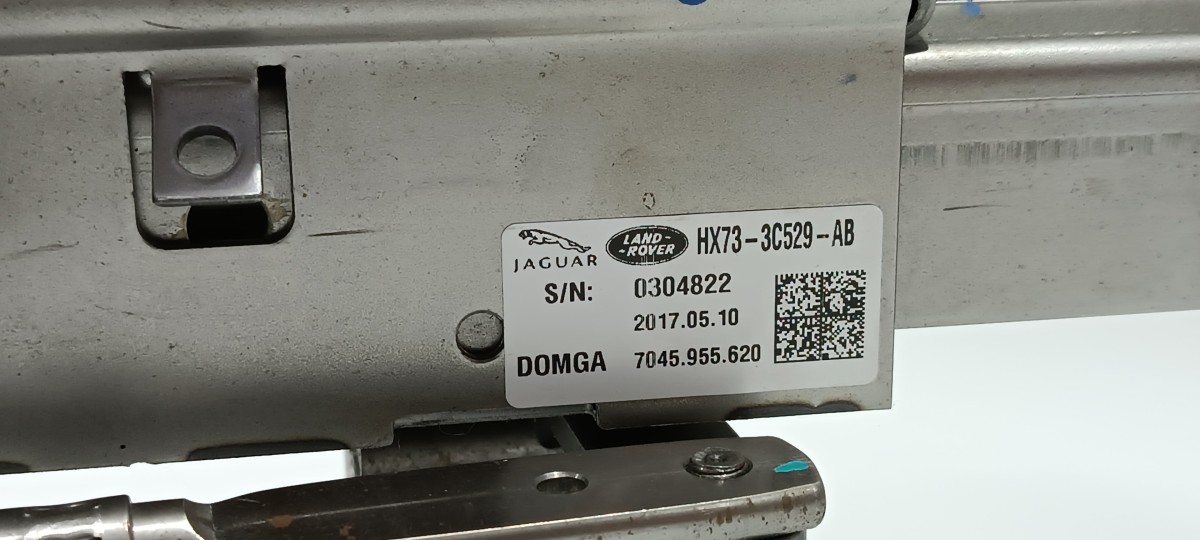 JAGUAR LAND-ROVER HX73-3C529-AB
S/N: 0304822
2017.05.10
DOMGA 7045.955.620